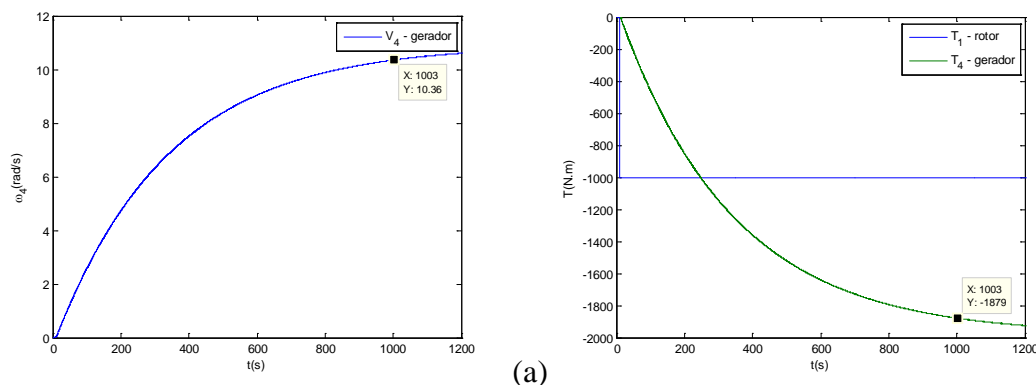 12
10
8
6
4
2
0
0 200 400 600 800 1000 1200
t(s)
ω4(rad/s)
V4 - gerador
X: 1003
Y: 10.36
0
-200
-400
-600
-800
-1000
-1200
-1400
-1600
-1800
-2000
0 200 400 600 800 1000 1200
t(s)
T(N.m)
T1 - rotor
T4 - gerador
X: 1003
Y: -1879
(a)